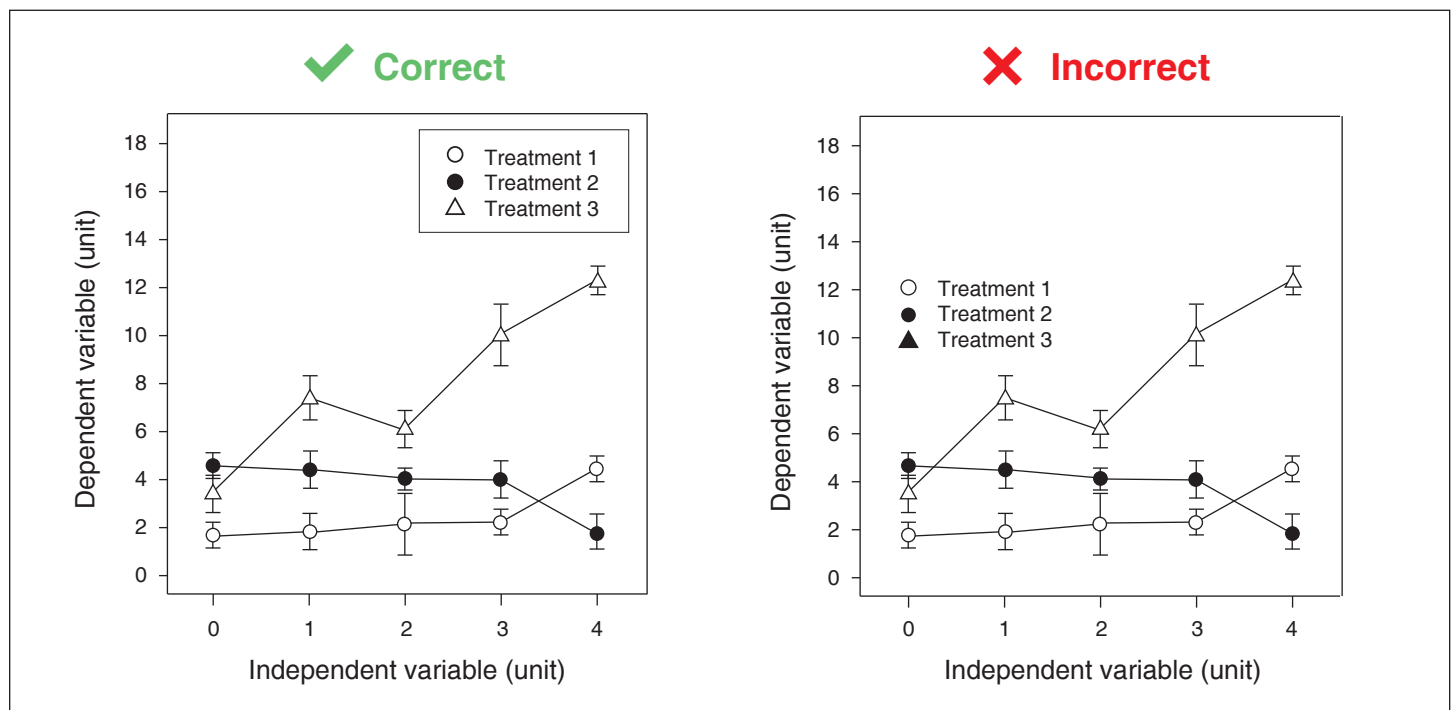 Correct
18
16
14
12
10
8
6
4
2
0
Dependent variable (unit)
Treatment 1
Treatment 2
Treatment 3
0 1 2 3 4
Independent variable (unit)
Incorrect
18
16
14
12
10
8
6
4
2
0
Dependent variable (unit)
Treatment 1
Treatment 2
Treatment 3
0 1 2 3 4
Independent variable (unit)